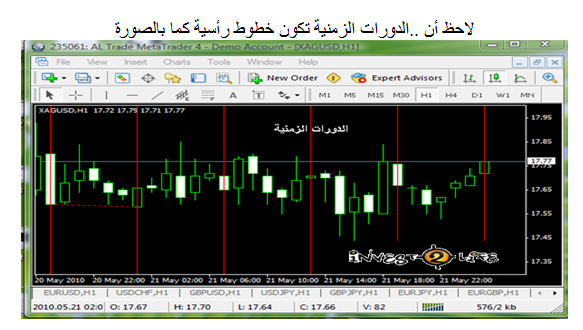 لاحظ أن ..الدورات الزمنية تكون خطوط رأسية كما بالصورة
235061: AL Trade MetaTrader 4 - Demo Account - [XAGUSD,H1]
File View Insert Charts Tools Window Help
New Order Expert Advisors
A T M1 M5 M15 M30 H1 H4 D1 W1 MN
XAGUSD,H1 17.72 17.79 17.71 17.77
الدورات الزمنية
17.95
17.85
17.77
17.65
17.55
17.45
17.35
INVEST 2 LIFE
20 May 2010 20 May 22:00 21 May 02:00 21 May 06:00 21 May 10:00 21 May 14:00 21 May 18:00 21 May 22:00
EURUSD,H1 USDCHF,H1 GBPUSD,H1 USDJPY,H1 GBPJPY,H1 EURJPY,H1 EURGBP,H1
2010.05.21 02:0 O: 17.67 H: 17.70 L: 17.64 C: 17.66 V: 82 576/2 kb